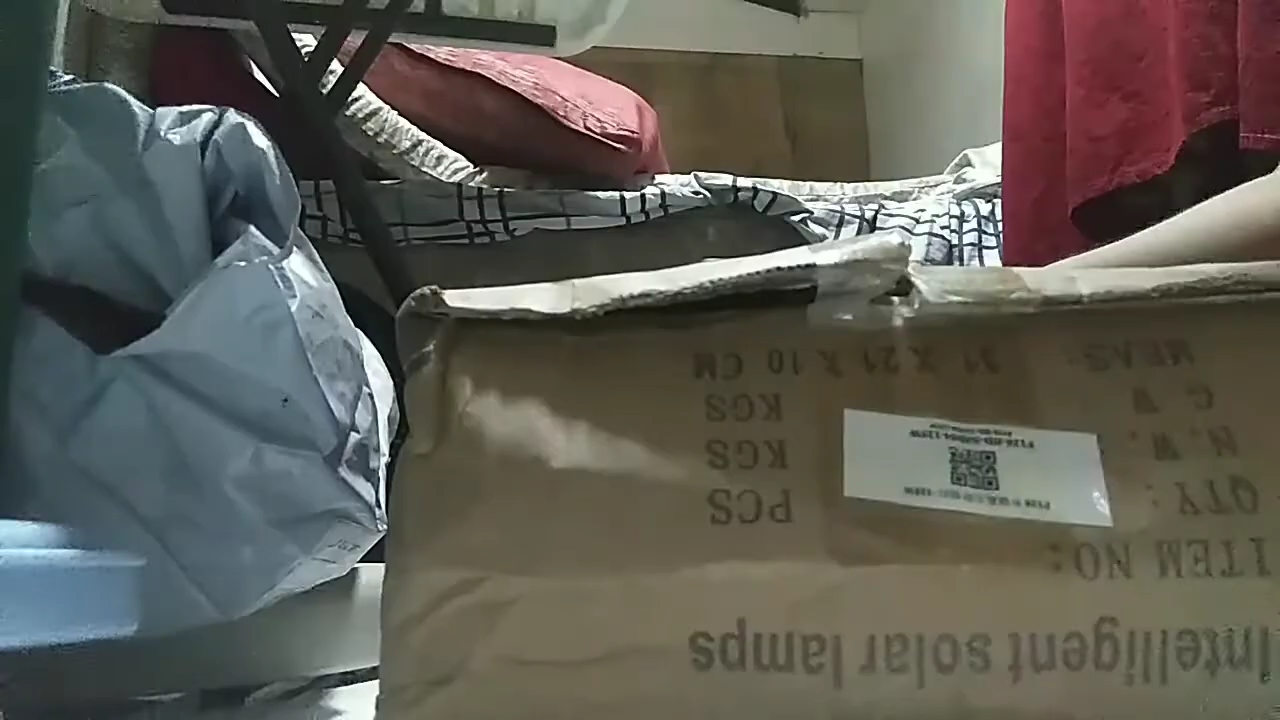 Intelligent solar lamps
ITEM NO:
QTY: PCS
N.W. KGS
G.W KGS
MEAS: 31 X 21 X 10 CM